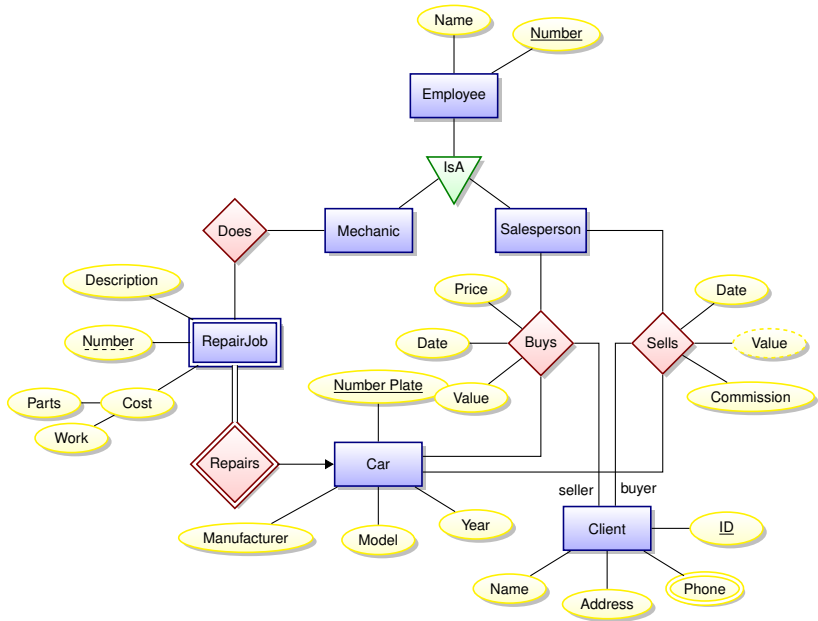 Name
Number
Employee
IsA
Does
Mechanic
Salesperson
Description
Price
Date
Number
RepairJob
Date
Buys
Sells
Value
Number Plate
Value
Commission
Parts
Cost
Work
Repairs
Car
seller
buyer
Manufacturer
Model
Year
Client
ID
Name
Address
Phone